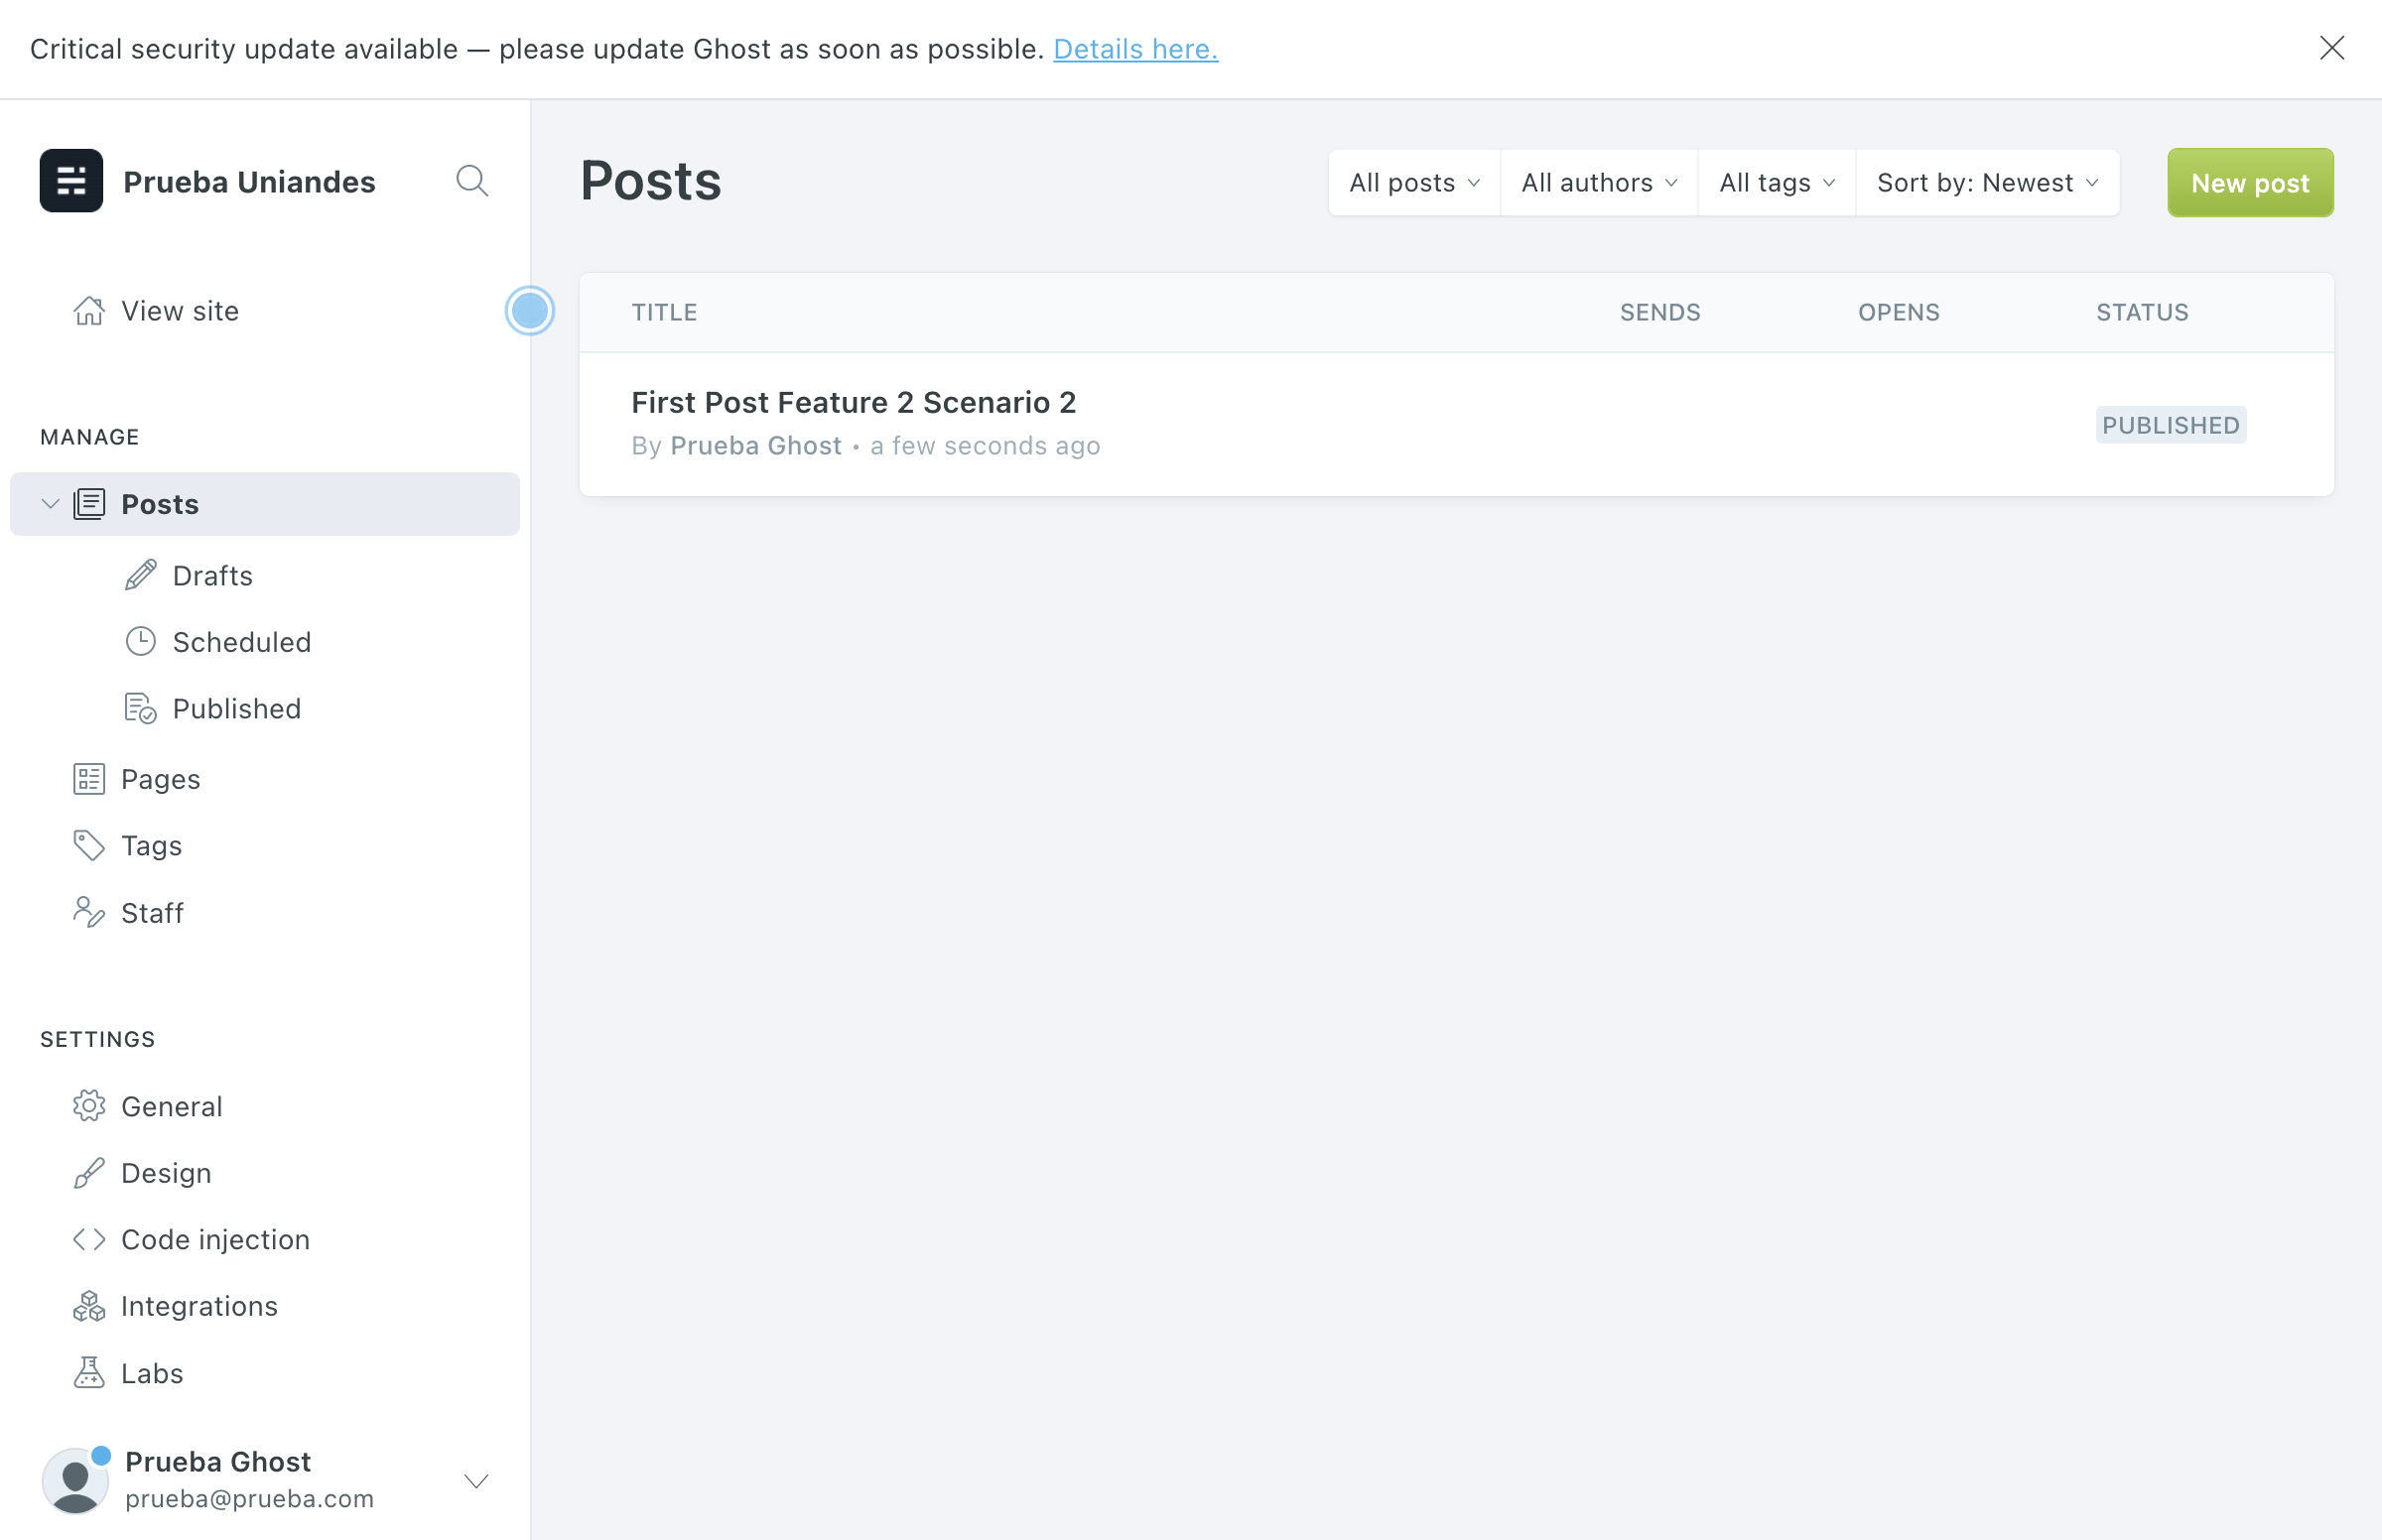 Critical security update available — please update Ghost as soon as possible. Details here.
Prueba Uniandes
View site
MANAGE
Posts
Drafts
Scheduled
Published
Pages
Tags
Staff
SETTINGS
General
Design
Code injection
Integrations
Labs
Prueba Ghost
prueba@prueba.com
Posts
All posts
All authors
All tags
Sort by: Newest
New post
TITLE SENDS OPENS STATUS
First Post Feature 2 Scenario 2
By Prueba Ghost • a few seconds ago
PUBLISHED